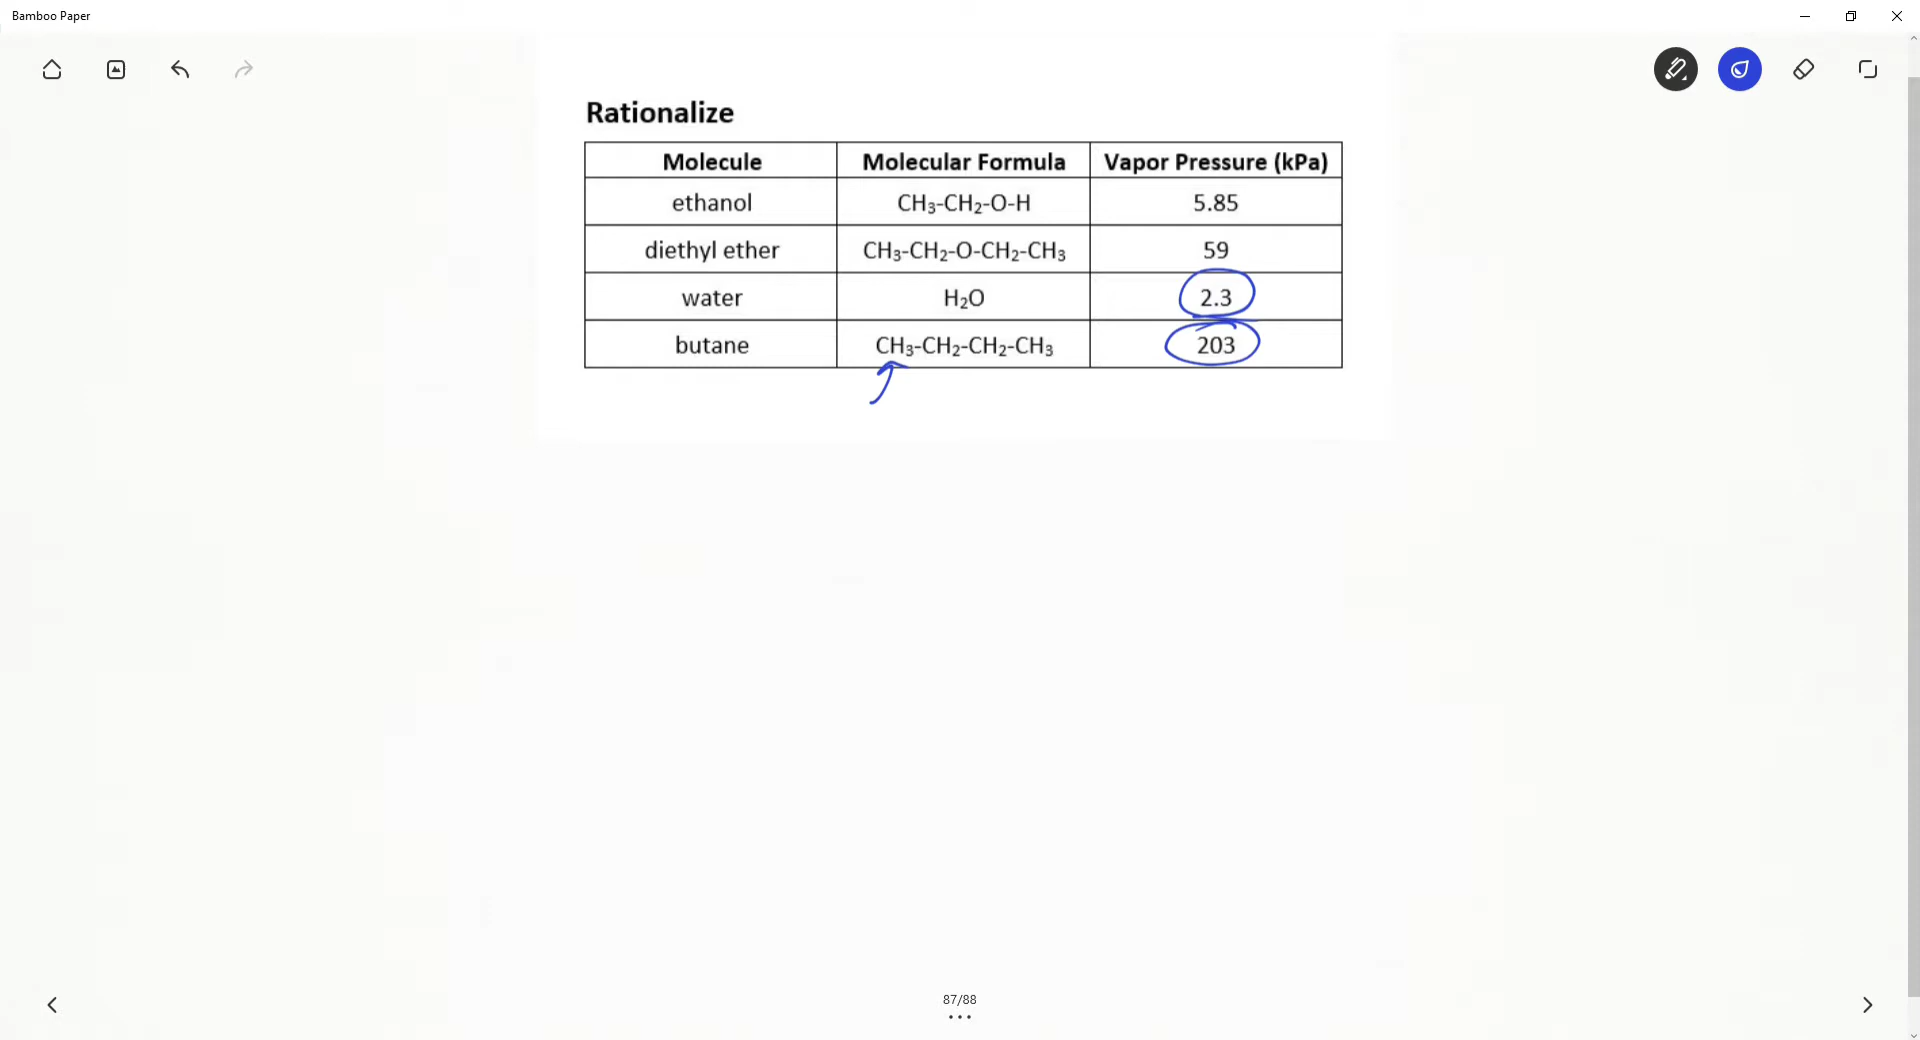 Bamboo Paper
Rationalize
Molecule Molecular Formula Vapor Pressure (kPa)
ethanol CH₃-CH₂-O-H 5.85
diethyl ether CH₃-CH₂-O-CH₂-CH₃ 59
water H₂O 2.3
butane CH₃-CH₂-CH₂-CH₃ 203
87/88